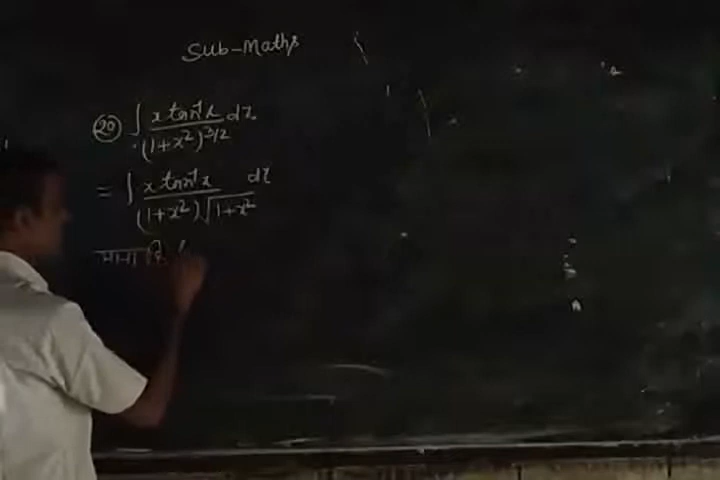 Sub-Maths
(20) ∫ x tan⁻¹x dx / (1+x²)^3/2
= ∫ x tan⁻¹x dx / (1+x²)√1+x²
माना कि